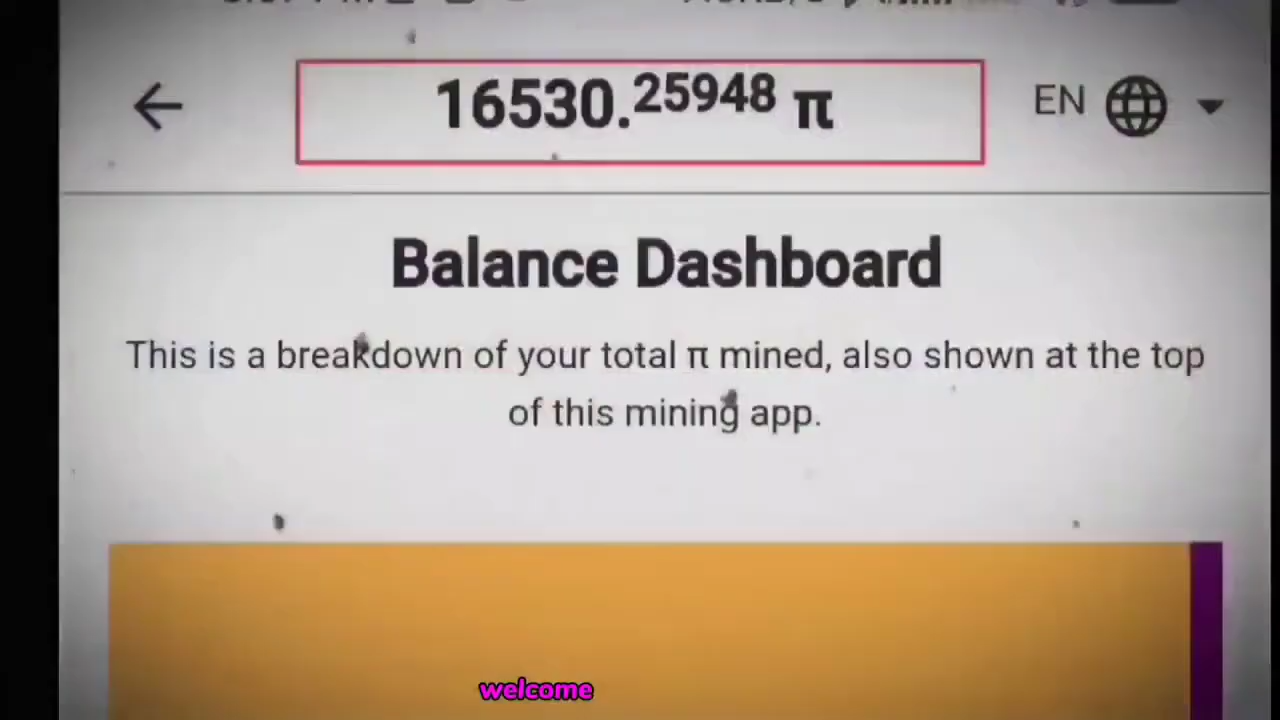 16530.25948 π
EN
Balance Dashboard
This is a breakdown of your total π mined, also shown at the top
of this mining app.
welcome